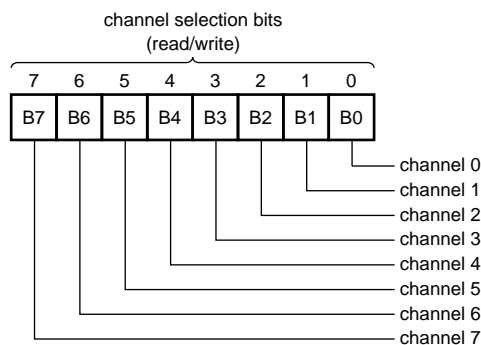 channel selection bits
(read/write)
7 6 5 4 3 2 1 0
B7 B6 B5 B4 B3 B2 B1 B0
channel 0
channel 1
channel 2
channel 3
channel 4
channel 5
channel 6
channel 7